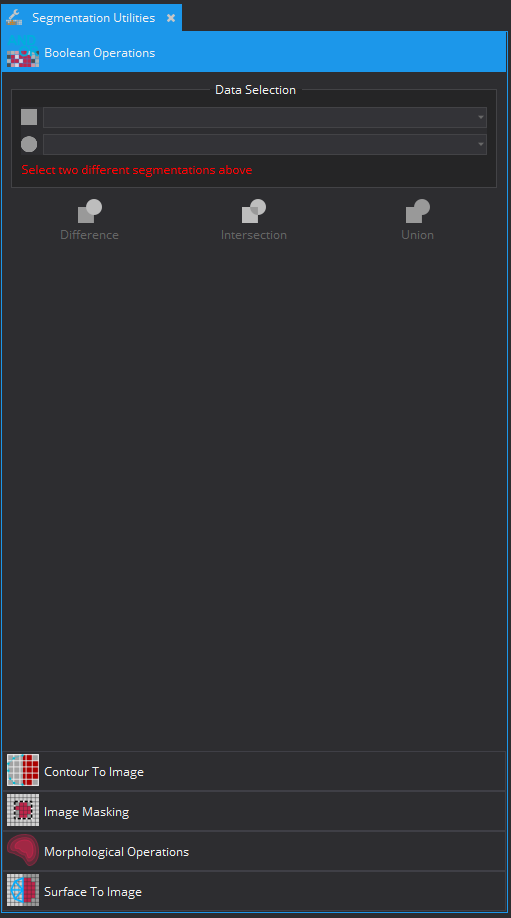 Segmentation Utilities
Boolean Operations
Data Selection
Select two different segmentations above
Difference
Intersection
Union
Contour To Image
Image Masking
Morphological Operations
Surface To Image